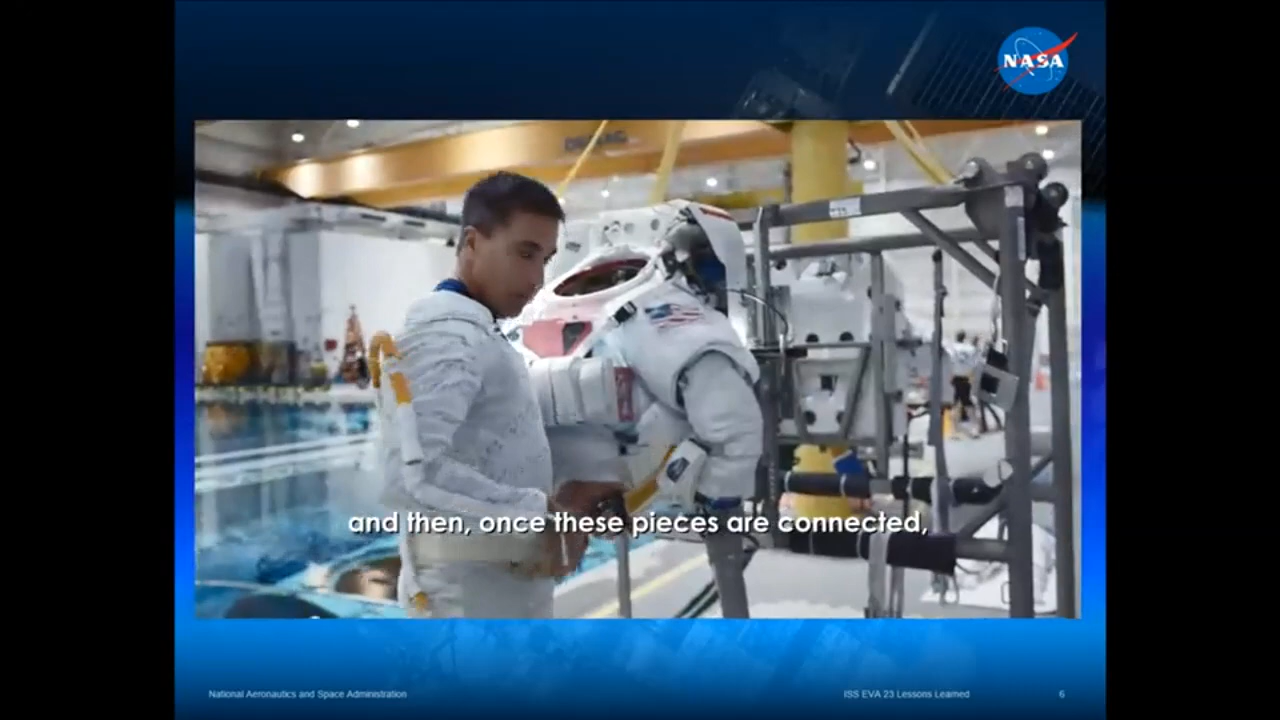 NASA
and then, once these pieces are connected,
National Aeronautics and Space Administration
ISS EVA 23 Lessons Learned
6